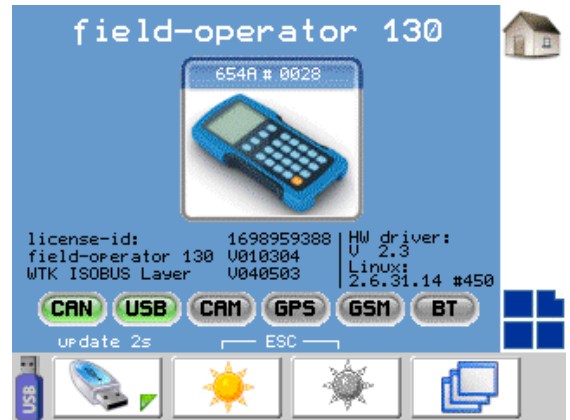 field-operator 130
654A # 0028
license-id: 1698959388
field-operator 130 V010304
WTK ISOBUS Layer V040503
HW driver:
V 2.3
Linux:
2.6.31.14 #450
CAN USB CAM GPS GSM BT
update 2s ESC
USB